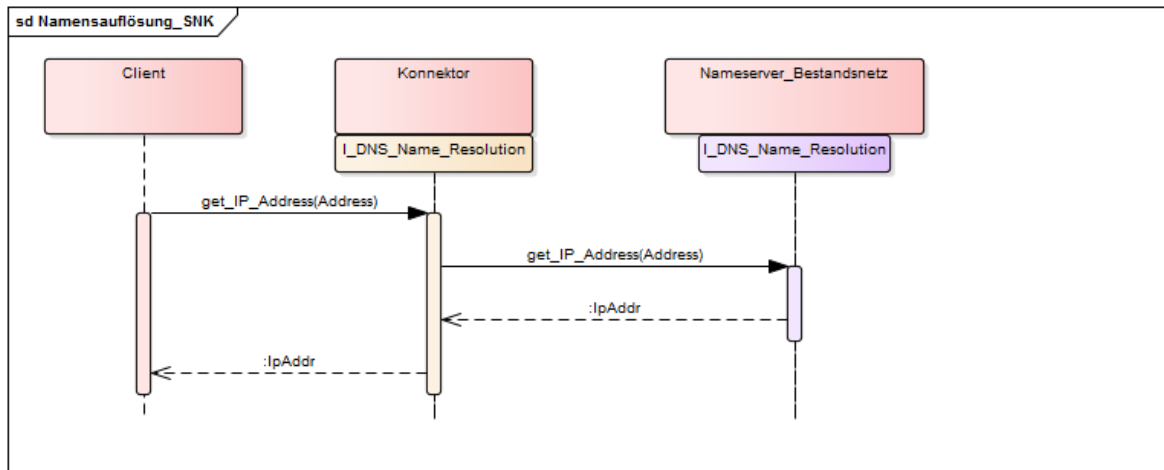 sd Namensauflösung_SNK
Client
Konnektor
Nameserver_Bestandsnetz
I_DNS_Name_Resolution
I_DNS_Name_Resolution
get_IP_Address(Address)
get_IP_Address(Address)
:IpAddr
:IpAddr